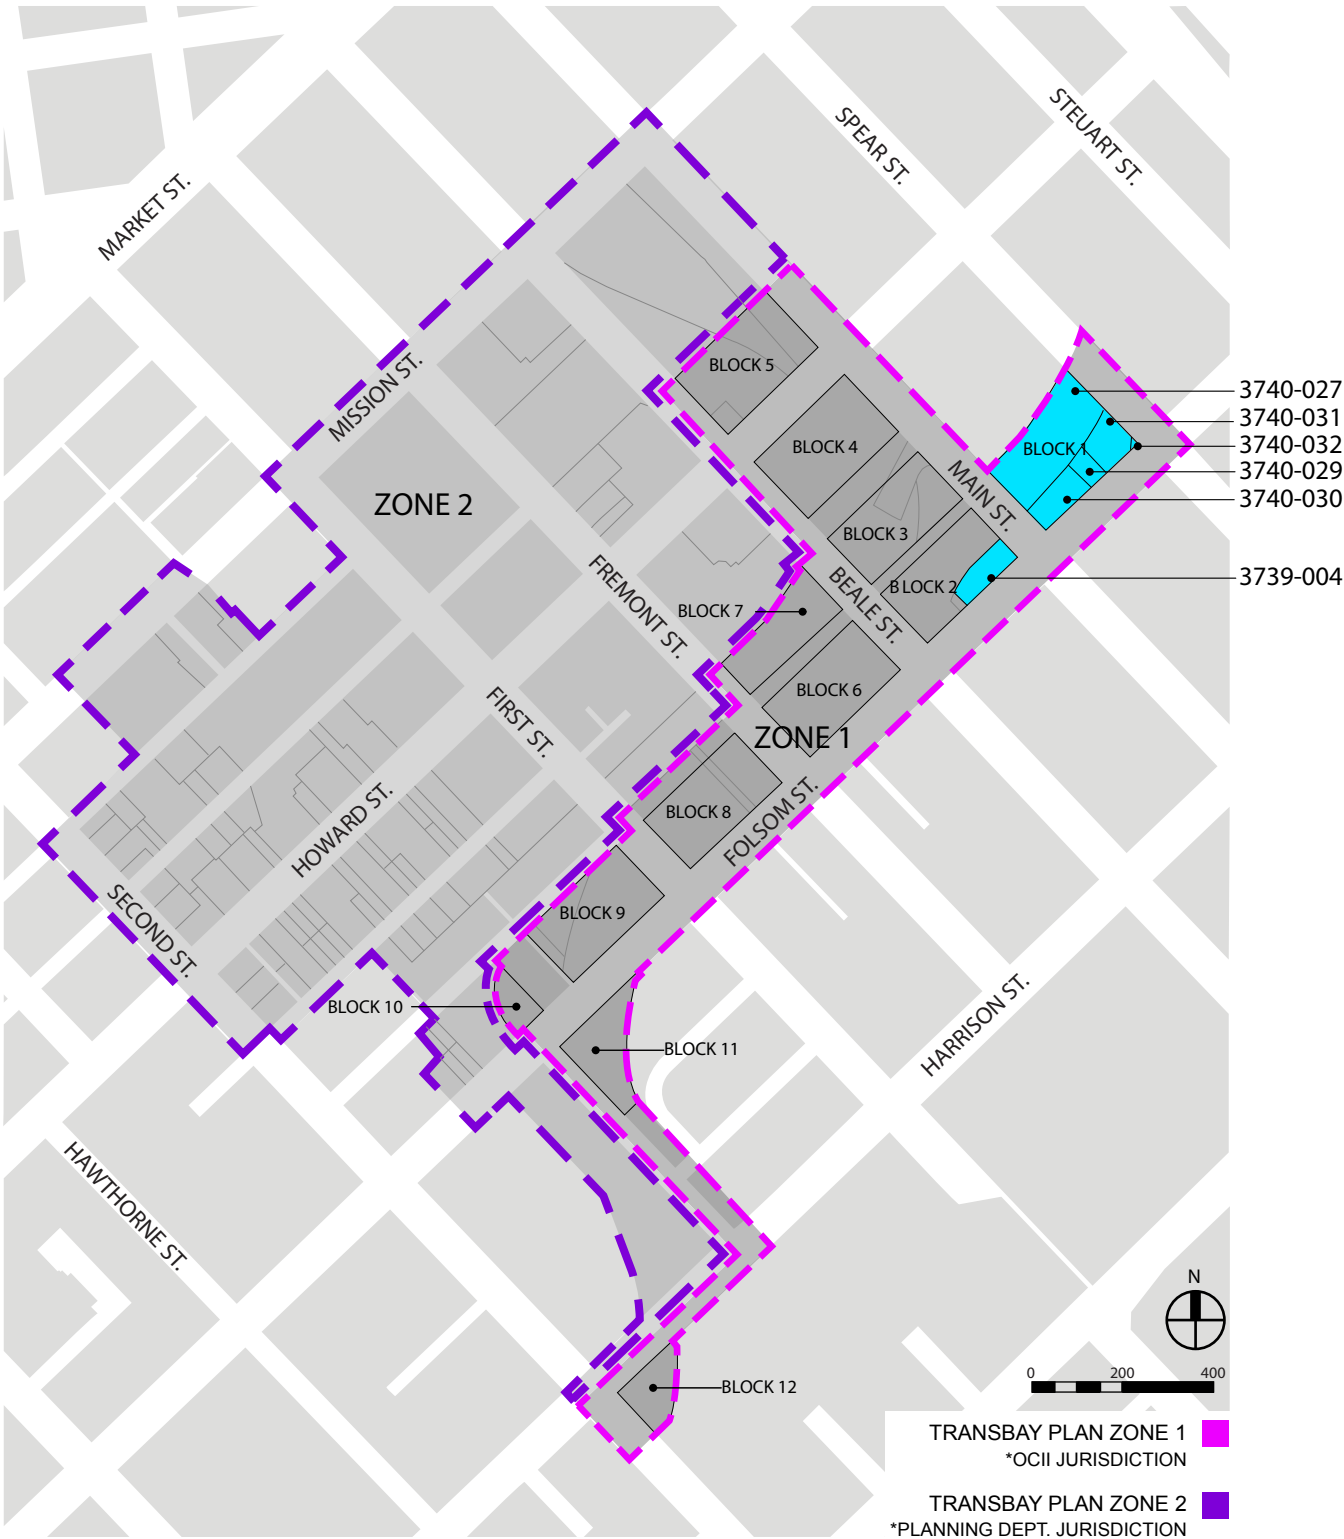 STEUART ST.
SPEAR ST.
MARKET ST.
MISSION ST.
BLOCK 5
3740-027
3740-031
3740-032
3740-029
3740-030
BLOCK 4
BLOCK 1
MAIN ST.
ZONE 2
BLOCK 3
3739-004
BLOCK 2
BEALE ST.
FREMONT ST.
BLOCK 7
BLOCK 6
FIRST ST.
ZONE 1
BLOCK 8
FOLSOM ST.
HOWARD ST.
BLOCK 9
SECOND ST.
BLOCK 10
BLOCK 11
HARRISON ST.
HAWTHORNE ST.
N
0 200 400
BLOCK 12
TRANSBAY PLAN ZONE 1
*OCII JURISDICTION
TRANSBAY PLAN ZONE 2
*PLANNING DEPT. JURISDICTION